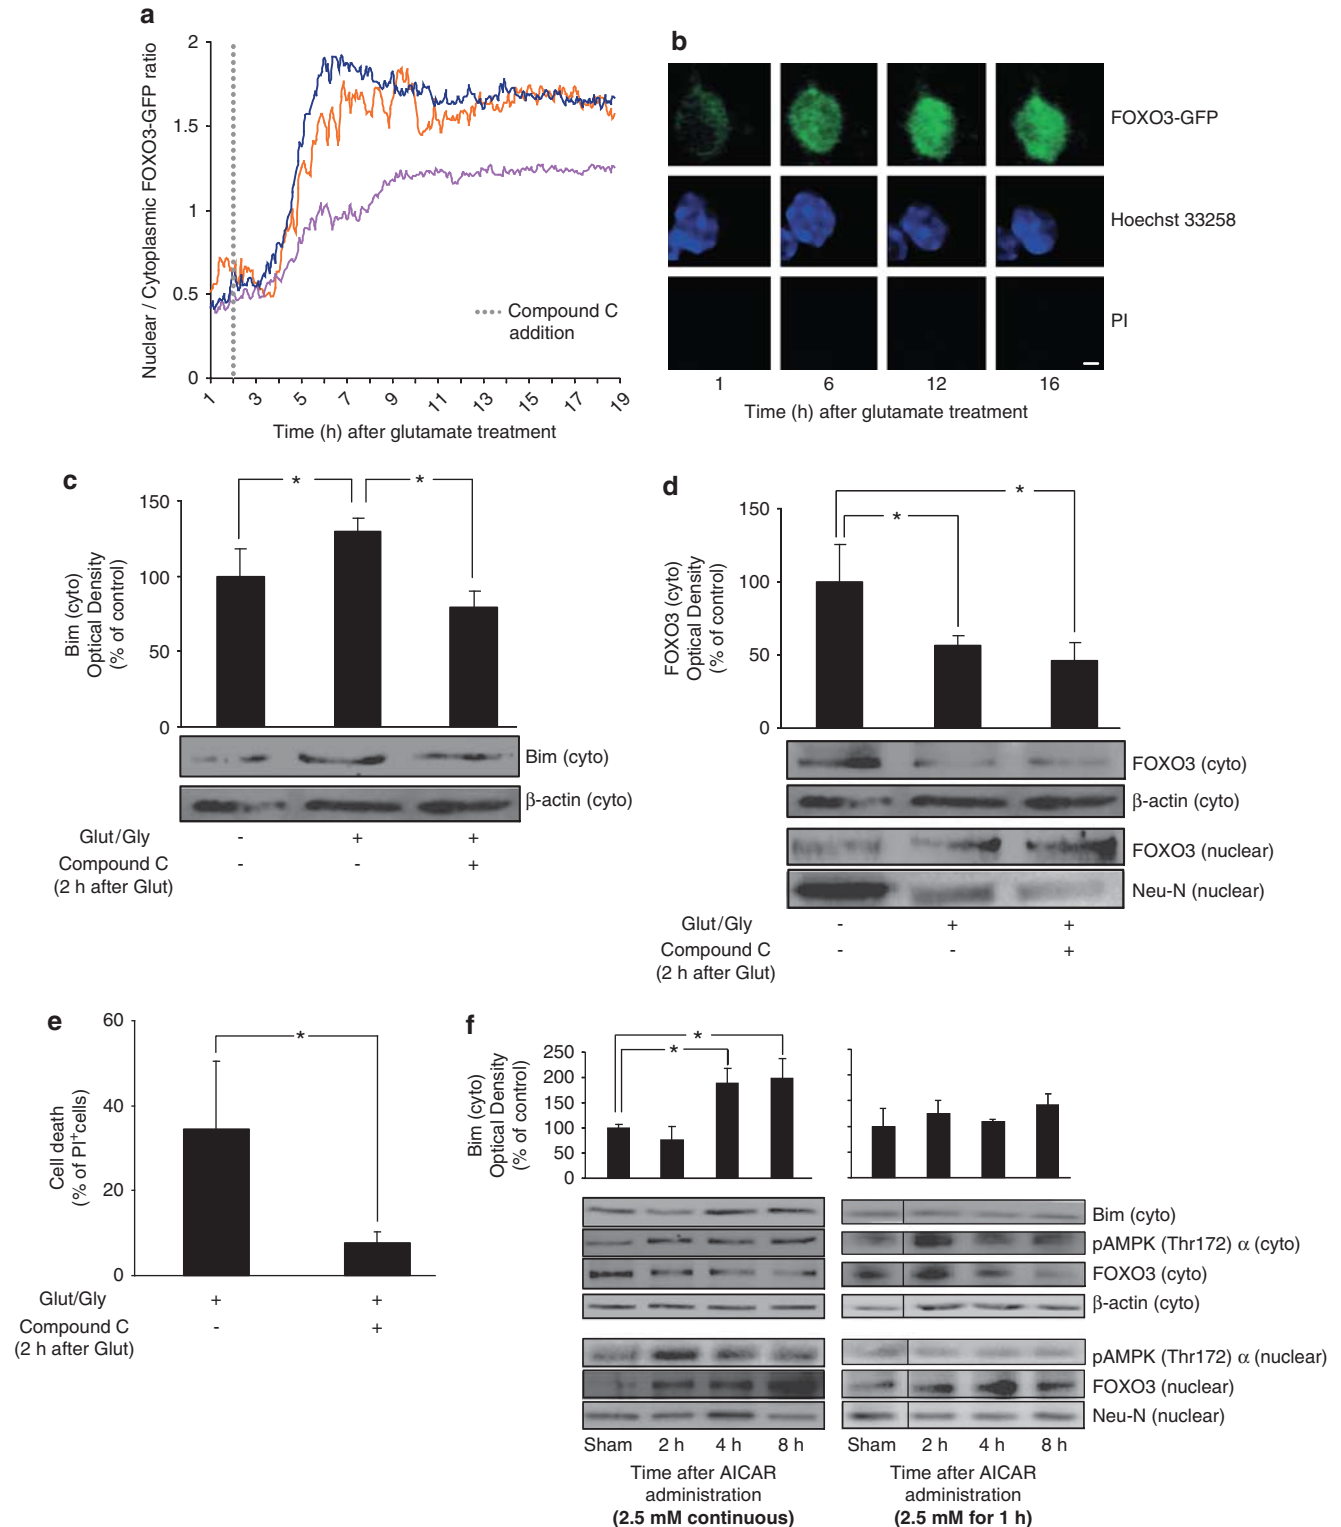 a
Nuclear / Cytoplasmic FOXO3-GFP ratio
2
1.5
1
0.5
0
Compound C
addition
1 3 5 7 9 11 13 15 17 19
Time (h) after glutamate treatment
b
FOXO3-GFP
Hoechst 33258
PI
1 6 12 16
Time (h) after glutamate treatment
c
Bim (cyto)
Optical Density
(% of control)
150
100
50
0
* *
Bim (cyto)
β-actin (cyto)
Glut/Gly - + +
Compound C - - +
(2 h after Glut)
d
FOXO3 (cyto)
Optical Density
(% of control)
150
100
50
0
*
*
FOXO3 (cyto)
β-actin (cyto)
FOXO3 (nuclear)
Neu-N (nuclear)
Glut/Gly - + +
Compound C - - +
(2 h after Glut)
e
Cell death
(% of PI+cells)
60
40
20
0
*
Glut/Gly + +
Compound C - +
(2 h after Glut)
f
Bim (cyto)
Optical Density
(% of control)
250
200
150
100
50
0
*
*
Bim (cyto)
pAMPK (Thr172) α (cyto)
FOXO3 (cyto)
β-actin (cyto)
pAMPK (Thr172) α (nuclear)
FOXO3 (nuclear)
Neu-N (nuclear)
Sham 2 h 4 h 8 h
Time after AICAR
administration
(2.5 mM continuous)
Sham 2 h 4 h 8 h
Time after AICAR
administration
(2.5 mM for 1 h)